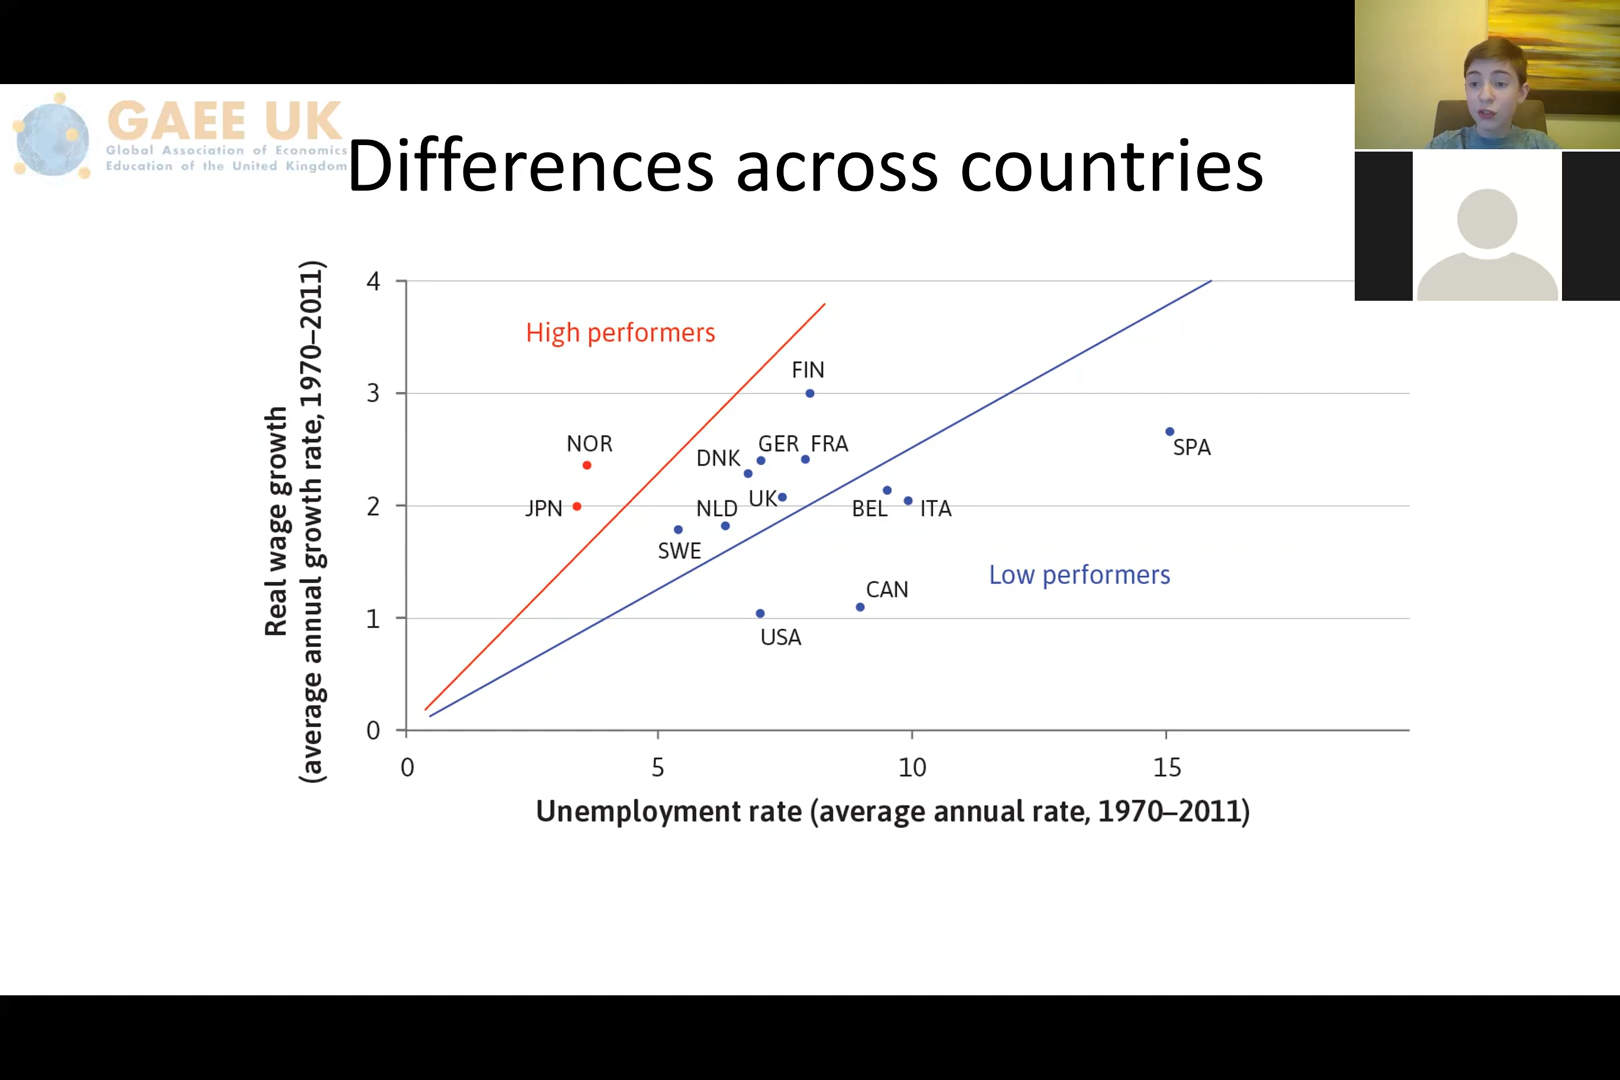 GAEE UK
Global Association of Economics
Education of the United Kingdom
Differences across countries
Real wage growth
(average annual growth rate, 1970–2011)
4
3
2
1
0
High performers
FIN
NOR
GER
FRA
DNK
SPA
UK
JPN
NLD
BEL
ITA
SWE
Low performers
CAN
USA
0
5
10
15
Unemployment rate (average annual rate, 1970–2011)